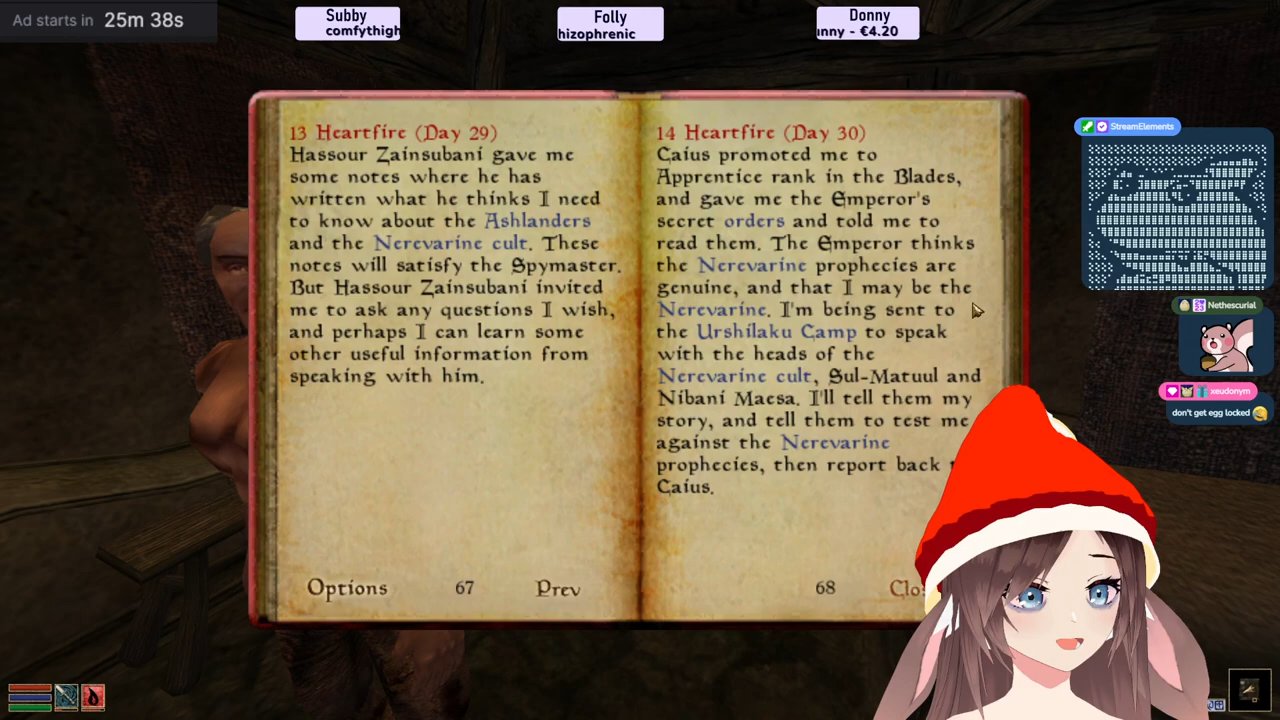 Ad starts in 25m 38s
Subby
comfythigh
Folly
hizophrenic
Donny
nny - €4.20
13 Heartfire (Day 29)
Hassour Zainsubani gave me
some notes where he has
written what he thinks I need
to know about the Ashlanders
and the Nerevarine cult. These
notes will satisfy the Spymaster.
But Hassour Zainsubani invited
me to ask any questions I wish,
and perhaps I can learn some
other useful information from
speaking with him.
Options
67
Prev
14 Heartfire (Day 30)
Caius promoted me to
Apprentice rank in the Blades,
and gave me the Emperor's
secret orders and told me to
read them. The Emperor thinks
the Nerevarine prophecies are
genuine, and that I may be the
Nerevarine. I'm being sent to
the Urshilaku Camp to speak
with the heads of the
Nerevarine cult, Sul-Matuul and
Nibani Maesa. I'll tell them my
story, and tell them to test me
against the Nerevarine
prophecies, then report back
Caius.
68
Clo
StreamElements
Nethescurial
xeudonym
don't get egg locked